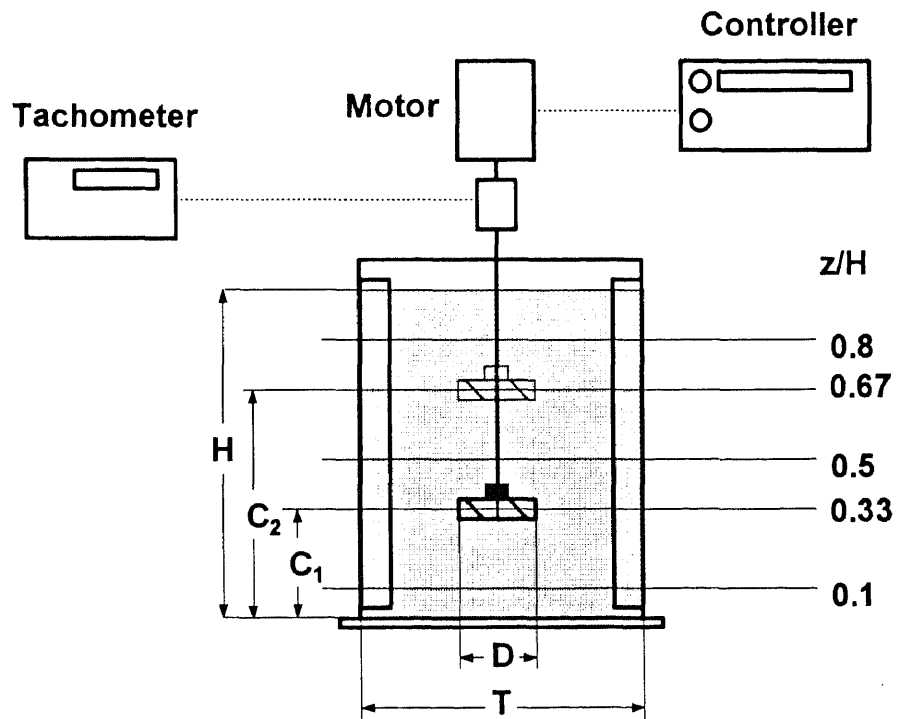 Controller
Motor
Tachometer
z/H
0.8
0.67
H
0.5
C₂
0.33
C₁
0.1
D
T